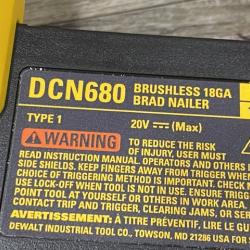 DCN680 BRUSHLESS 18GA
BRAD NAILER
TYPE 1 20V (Max)
WARNING TO REDUCE THE RISK
OF INJURY, USER MUST
READ INSTRUCTION MANUAL. OPERATORS AND OTHERS
SIDE SHIELDS. KEEP FINGERS AWAY FROM TRIGGER WHEN
CHOICE OF TRIGGERING METHOD IS IMPORTANT. CHECK
USE LOCK-OFF WHEN TOOL IS NOT IN USE. DISCONNECT
POINT TOOL AT YOURSELF OR OTHERS IN WORK AREA.
CONTACT TRIP AND TRIGGER, CLEARING JAMS, OR SER
AVERTISSEMENT: À TITRE PRÉVENTIF, LIRE LE G
DEWALT INDUSTRIAL TOOL CO., TOWSON, MD 21286 USA FOR